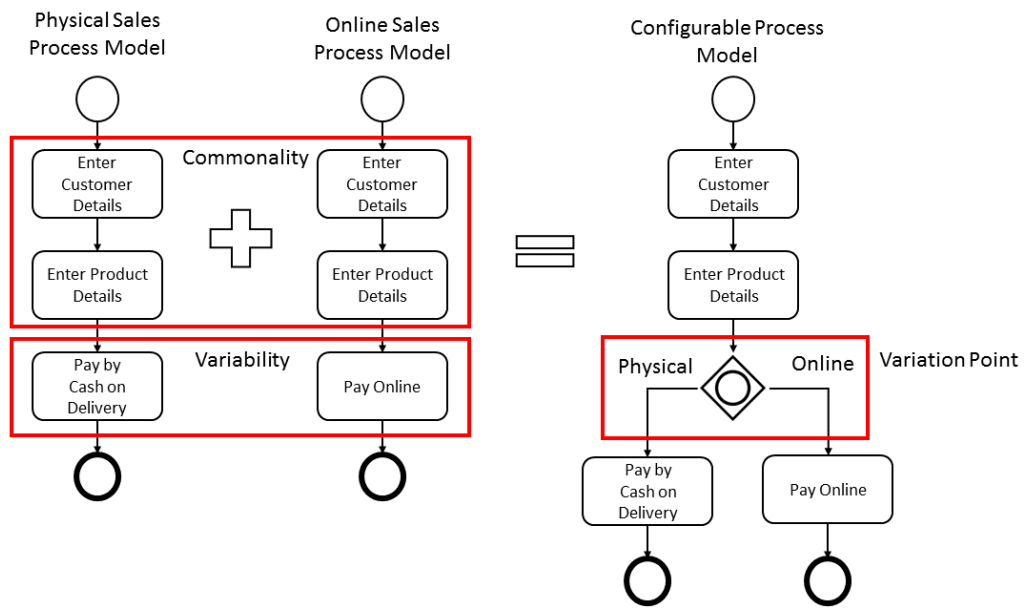 Physical Sales
Process Model
Online Sales
Process Model
Configurable Process
Model
Commonality
Enter
Customer
Details
Enter
Customer
Details
Enter
Customer
Details
Enter Product
Details
Enter Product
Details
Enter Product
Details
Variability
Pay by
Cash on
Delivery
Pay Online
Physical
Online
Variation Point
Pay by
Cash on
Delivery
Pay Online